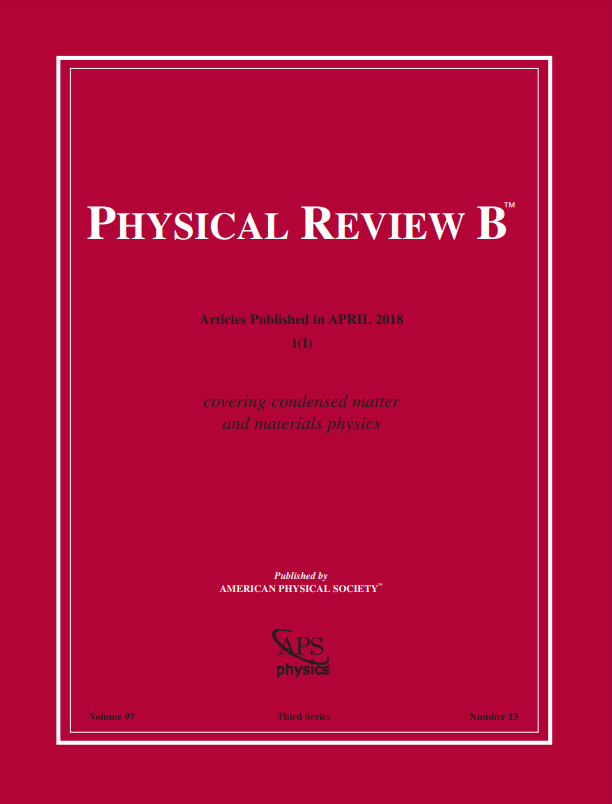 PHYSICAL REVIEW B™
Articles Published in APRIL 2018
1(I)
covering condensed matter
and materials physics
Published by
AMERICAN PHYSICAL SOCIETY™
APS
physics
Volume 97 Third Series Number 13